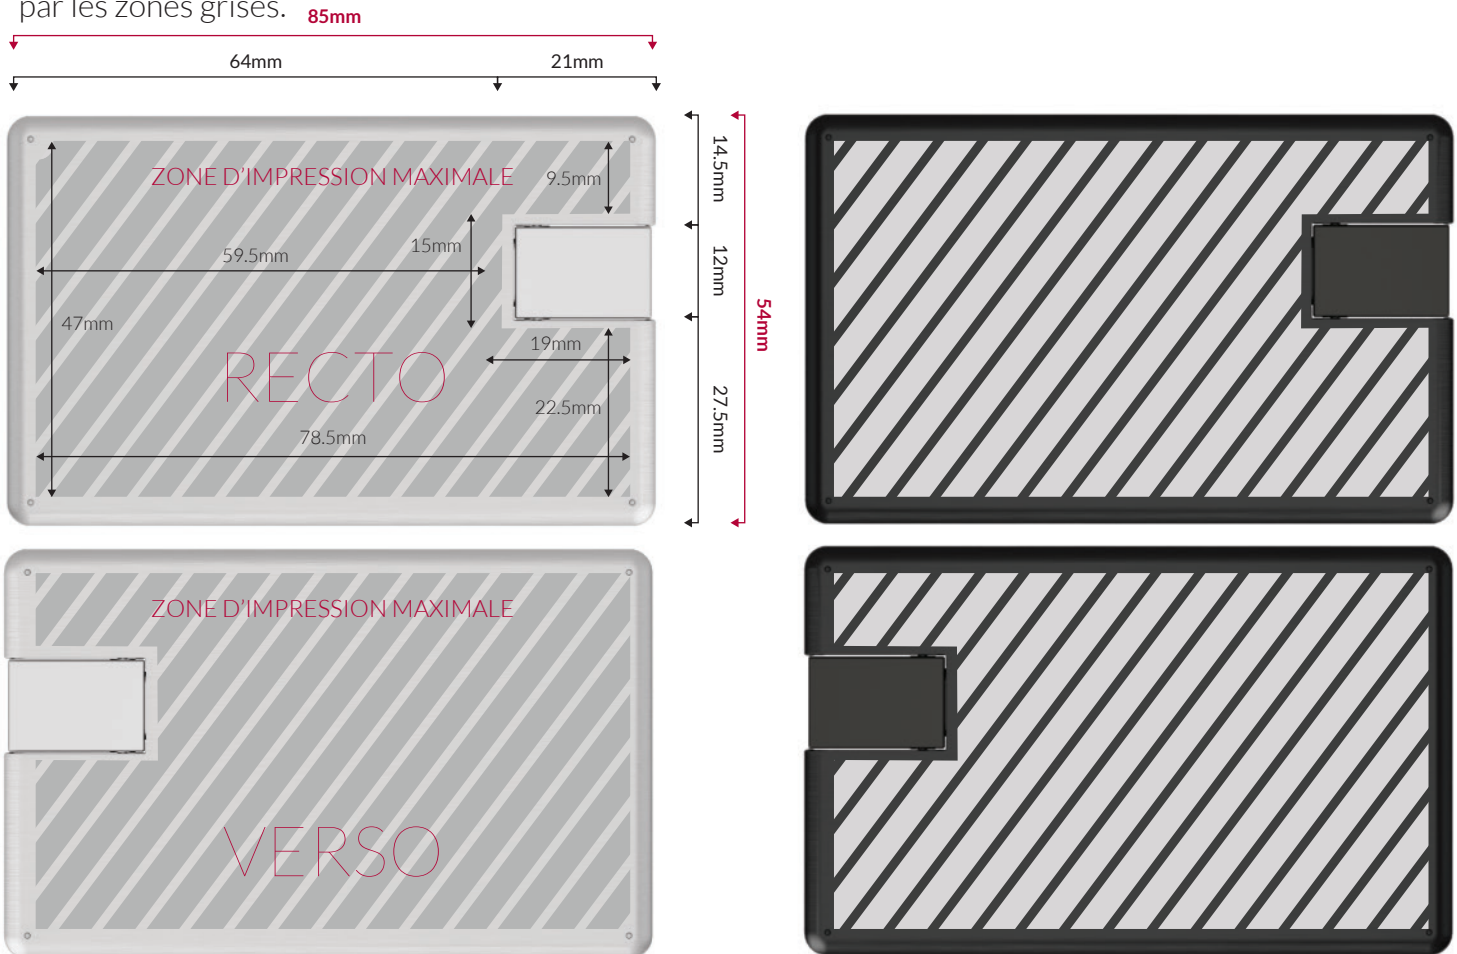 par les zones grises.
85mm
64mm
21mm
ZONE D'IMPRESSION MAXIMALE
9.5mm
14.5mm
15mm
59.5mm
12mm
47mm
54mm
19mm
RECTO
22.5mm
27.5mm
78.5mm
ZONE D'IMPRESSION MAXIMALE
VERSO